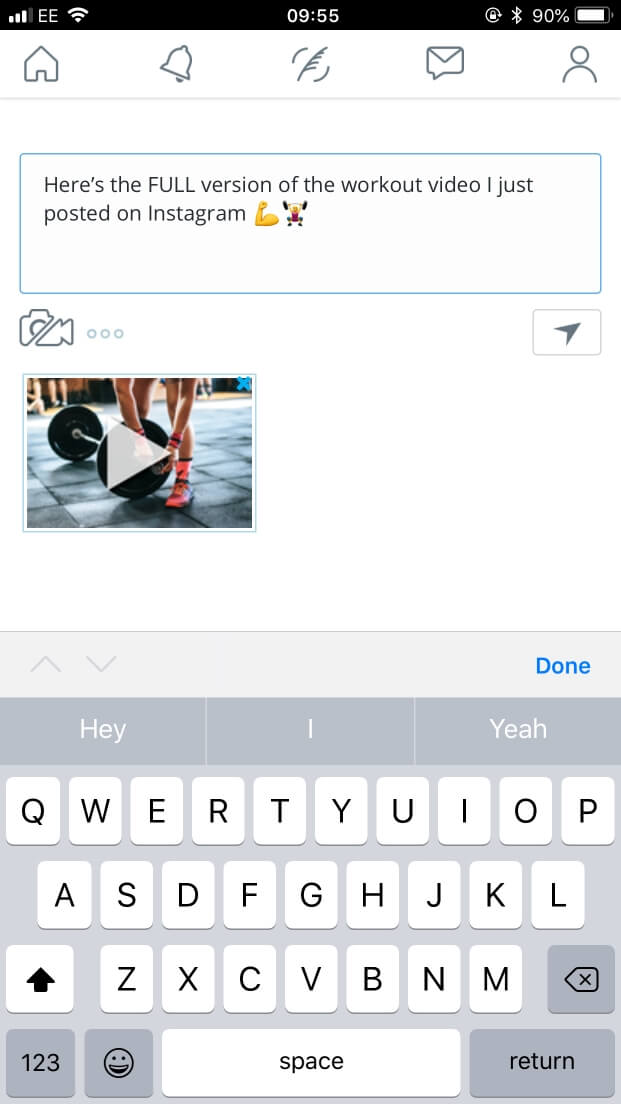 EE 09:55 90%
Here’s the FULL version of the workout video I just
posted on Instagram 💪🏋️
Done
Hey I Yeah
Q W E R T Y U I O P
A S D F G H J K L
Z X C V B N M
123 space return